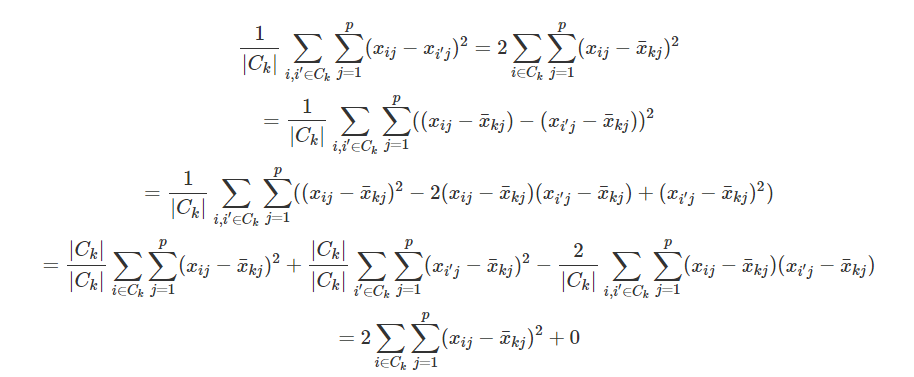 \frac{1}{|C_k|} \sum_{i,i' \in C_k} \sum_{j=1}^{p} (x_{ij} - x_{i'j})^2 = 2 \sum_{i \in C_k} \sum_{j=1}^{p} (x_{ij} - \bar{x}_{kj})^2
= \frac{1}{|C_k|} \sum_{i,i' \in C_k} \sum_{j=1}^{p} ((x_{ij} - \bar{x}_{kj}) - (x_{i'j} - \bar{x}_{kj}))^2
= \frac{1}{|C_k|} \sum_{i,i' \in C_k} \sum_{j=1}^{p} ((x_{ij} - \bar{x}_{kj})^2 - 2(x_{ij} - \bar{x}_{kj})(x_{i'j} - \bar{x}_{kj}) + (x_{i'j} - \bar{x}_{kj})^2)
= \frac{|C_k|}{|C_k|} \sum_{i \in C_k} \sum_{j=1}^{p} (x_{ij} - \bar{x}_{kj})^2 + \frac{|C_k|}{|C_k|} \sum_{i' \in C_k} \sum_{j=1}^{p} (x_{i'j} - \bar{x}_{kj})^2 - \frac{2}{|C_k|} \sum_{i,i' \in C_k} \sum_{j=1}^{p} (x_{ij} - \bar{x}_{kj})(x_{i'j} - \bar{x}_{kj})
= 2 \sum_{i \in C_k} \sum_{j=1}^{p} (x_{ij} - \bar{x}_{kj})^2 + 0